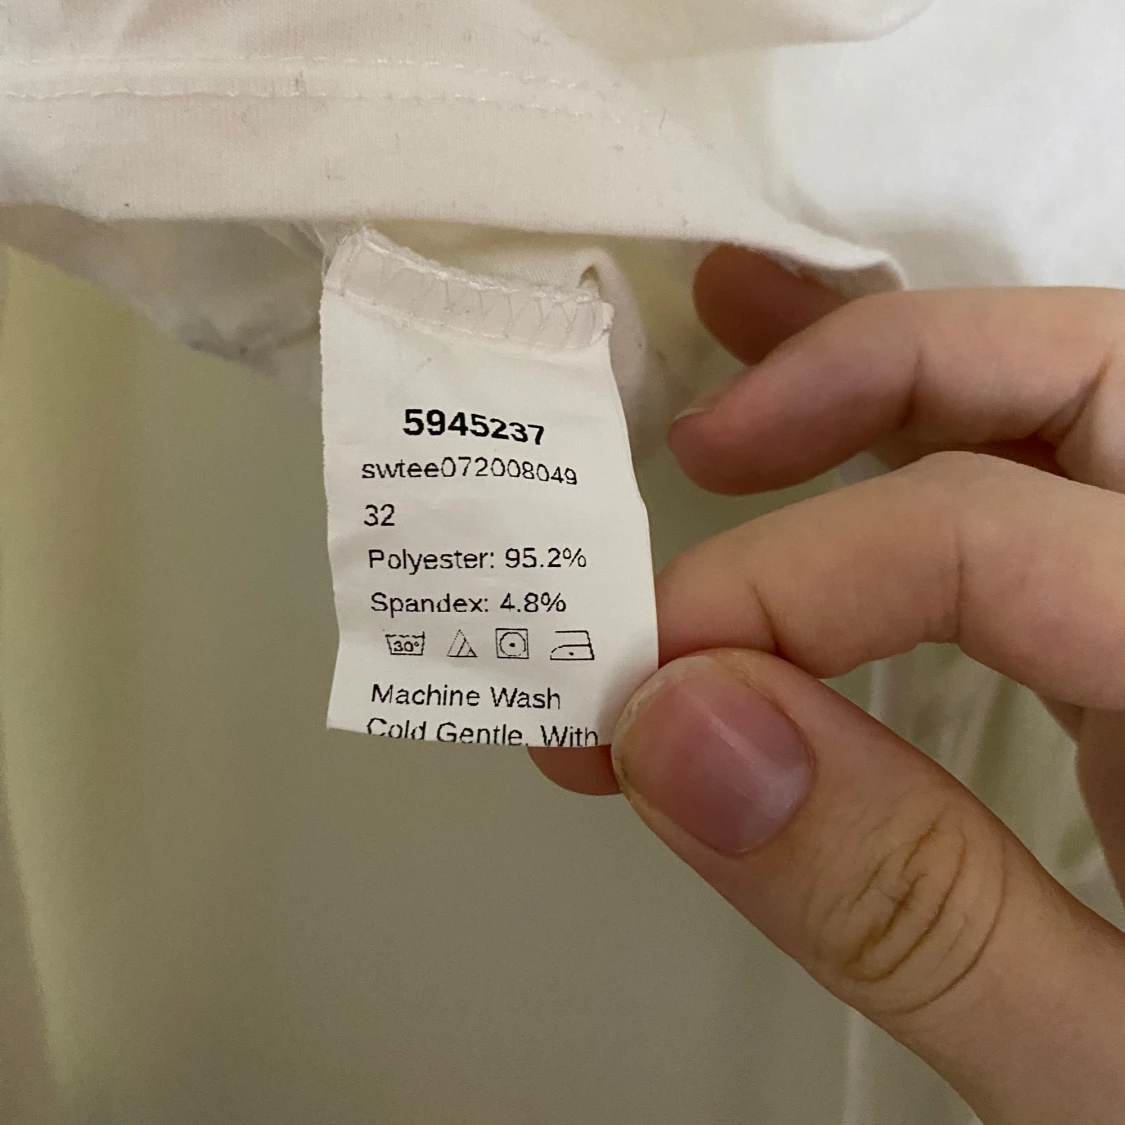 5945237
swtee072008049
32
Polyester: 95.2%
Spandex: 4.8%
30°
Machine Wash
Cold Gentle, With